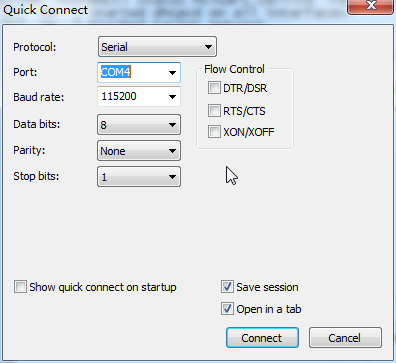 Quick Connect
Protocol: Serial
Port: COM4
Baud rate: 115200
Data bits: 8
Parity: None
Stop bits: 1
Flow Control
DTR/DSR
RTS/CTS
XON/XOFF
Show quick connect on startup
Save session
Open in a tab
Connect
Cancel